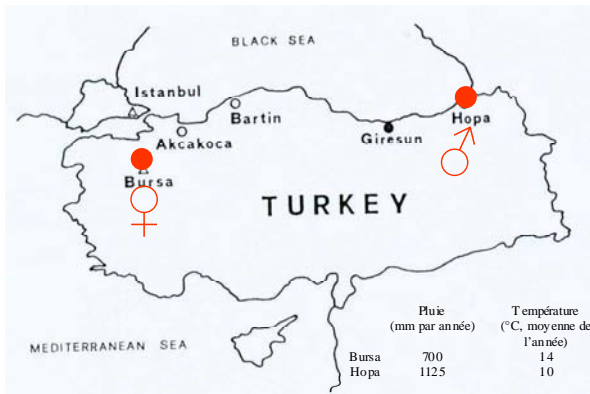 BLACK SEA
Istanbul
Bartin
Hopa
Akcakoca
Giresun
Bursa
TURKEY
MEDITERRANEAN SEA
Pluie Température
(mm par année) (°C, moyenne de
l'année)
Bursa 700 14
Hopa 1125 10